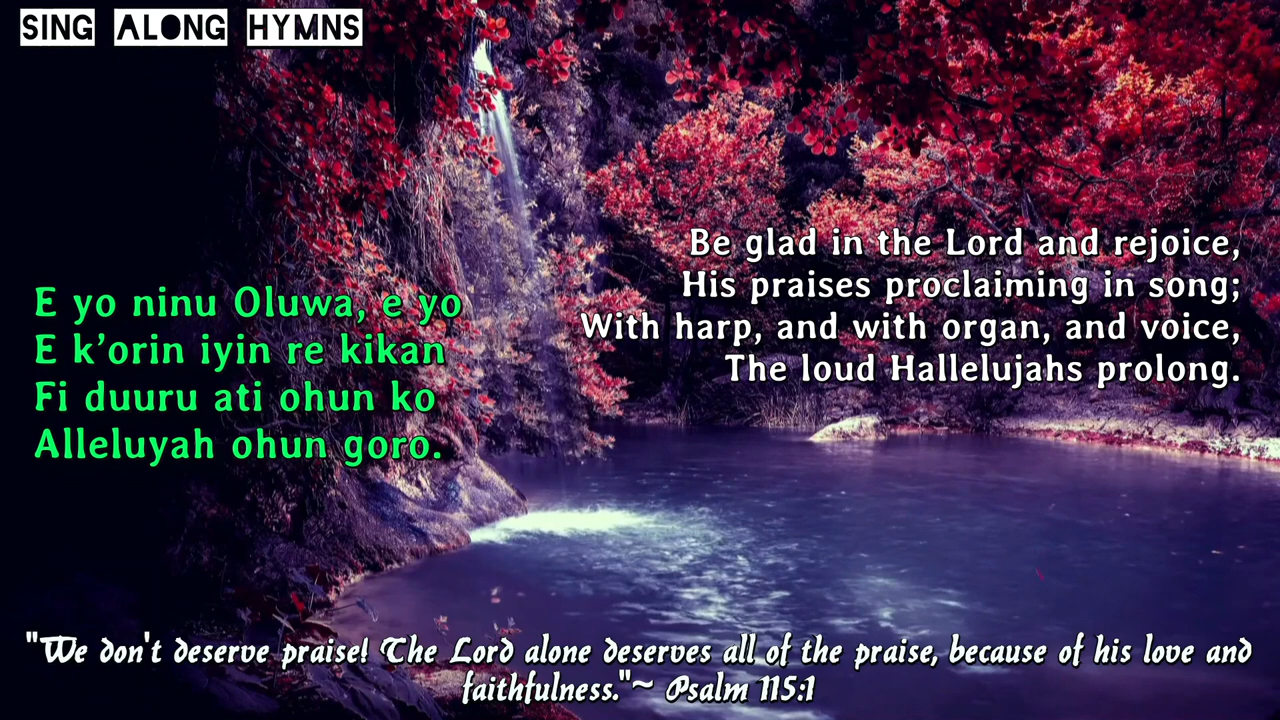 SING ALONG HYMNS
E yo ninu Oluwa, e yo
E k'orin iyin re kikan
Fi duuru ati ohun ko
Alleluyah ohun goro.
Be glad in the Lord and rejoice,
His praises proclaiming in song;
With harp, and with organ, and voice,
The loud Hallelujahs prolong.
"We don't deserve praise! The Lord alone deserves all of the praise, because of his love and
faithfulness."~ Psalm 115:1